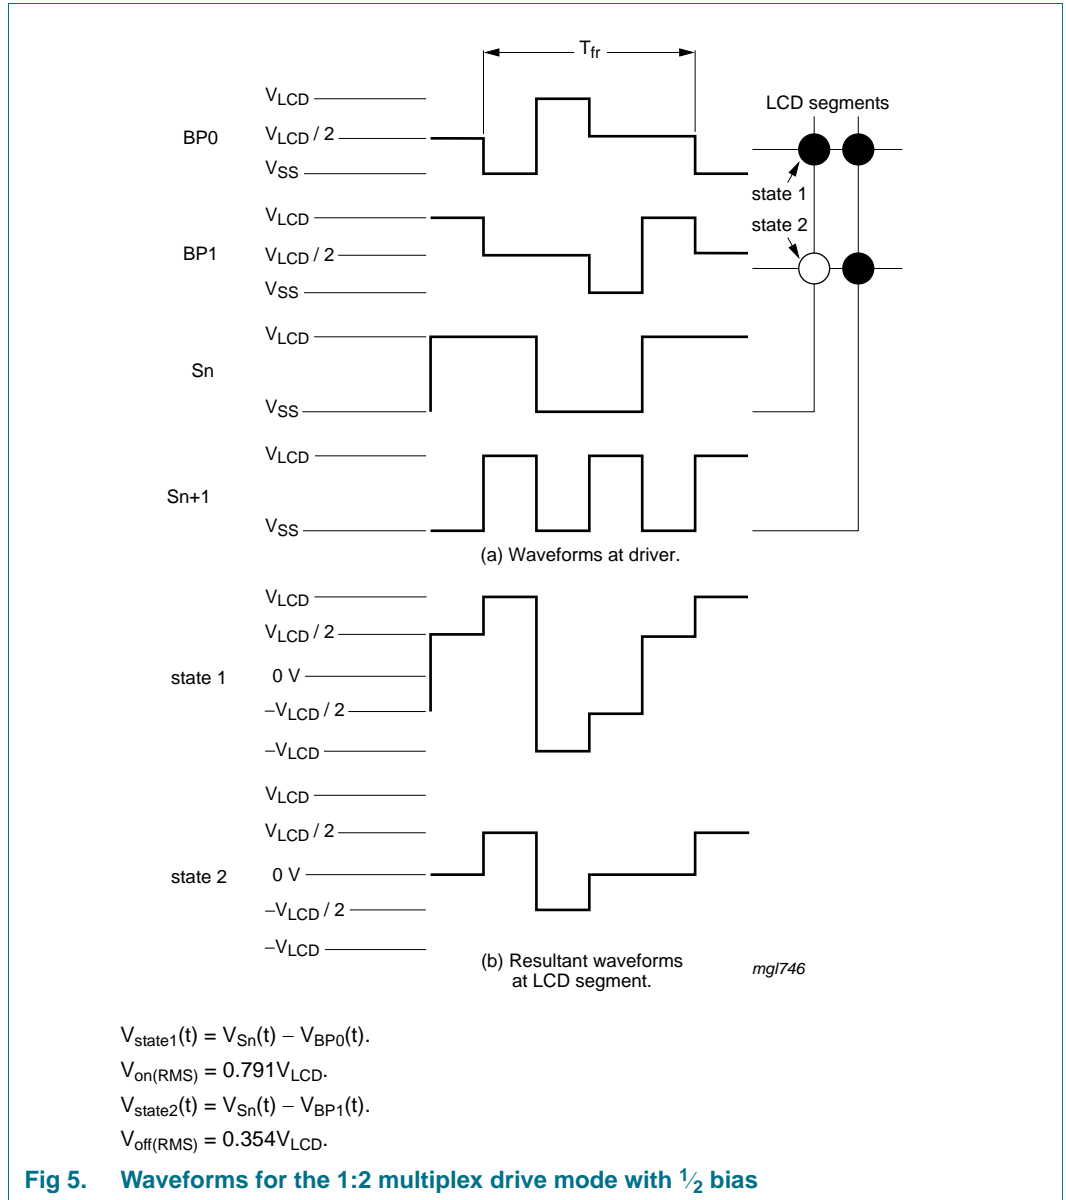 Tfr
VLCD
BP0 VLCD / 2
VSS
LCD segments
state 1
state 2
VLCD
BP1 VLCD / 2
VSS
VLCD
Sn
VSS
VLCD
Sn+1
VSS
(a) Waveforms at driver.
VLCD
VLCD / 2
state 1 0 V
−VLCD / 2
−VLCD
VLCD
VLCD / 2
state 2 0 V
−VLCD / 2
−VLCD
(b) Resultant waveforms
at LCD segment.
mgl746
Vstate1(t) = VSn(t) − VBP0(t).
Von(RMS) = 0.791VLCD.
Vstate2(t) = VSn(t) − VBP1(t).
Voff(RMS) = 0.354VLCD.
Fig 5. Waveforms for the 1:2 multiplex drive mode with 1⁄2 bias